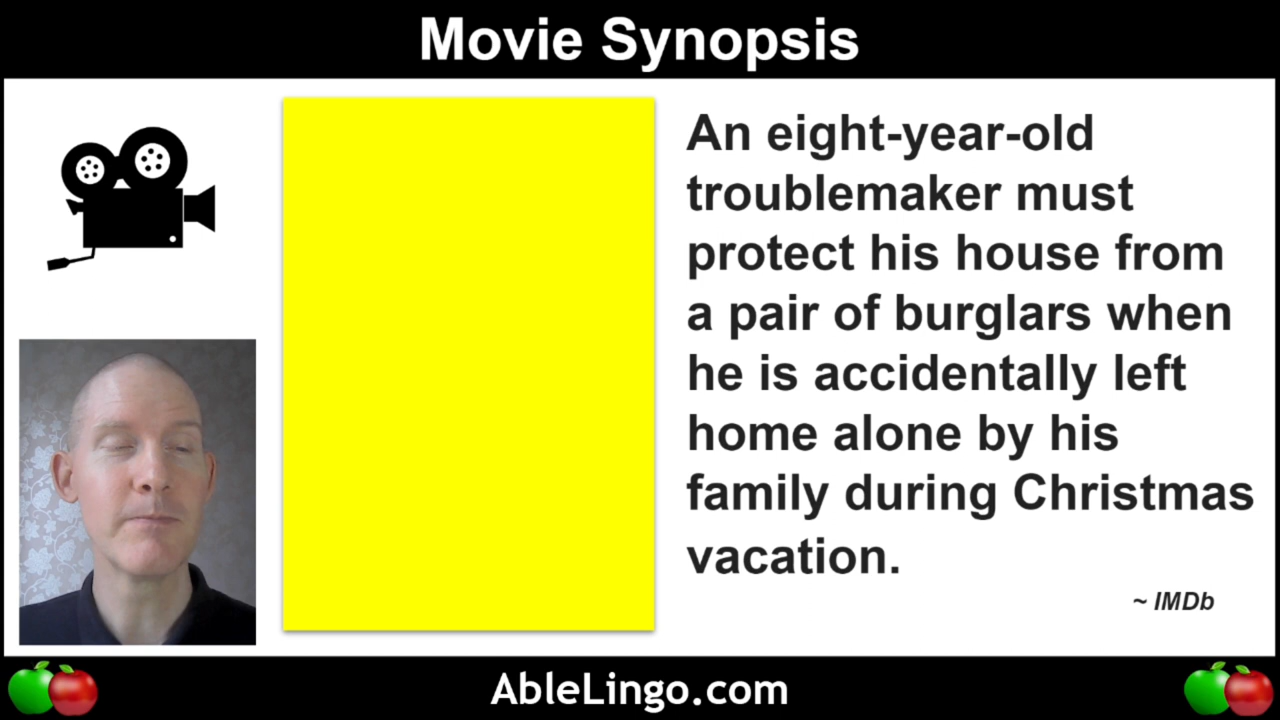 Movie Synopsis
An eight-year-old
troublemaker must
protect his house from
a pair of burglars when
he is accidentally left
home alone by his
family during Christmas
vacation.
~ IMDb
AbleLingo.com